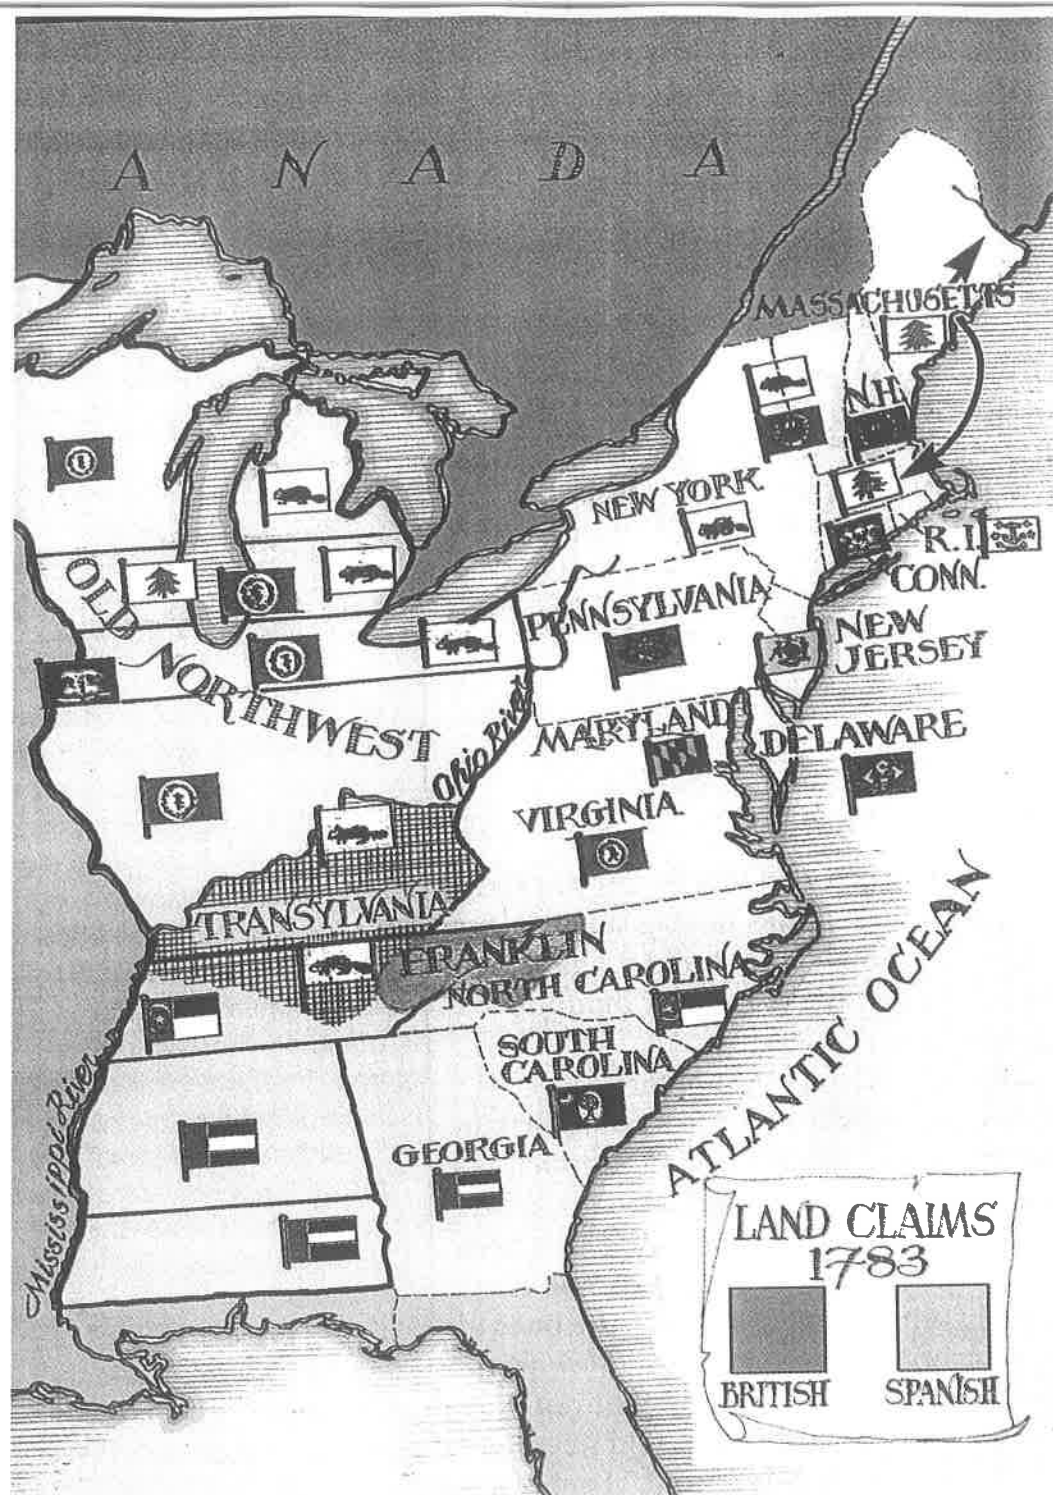 ANADA
MASSACHUSETTS
N.H.
NEW YORK
R.I.
CONN.
OLD
NORTHWEST
PENNSYLVANIA
NEW
JERSEY
Ohio River
MARYLAND
DELAWARE
VIRGINIA
TRANSYLVANIA
FRANKLIN
NORTH CAROLINA
SOUTH
CAROLINA
GEORGIA
Mississippi River
ATLANTIC OCEAN
LAND CLAIMS
1783
BRITISH
SPANISH